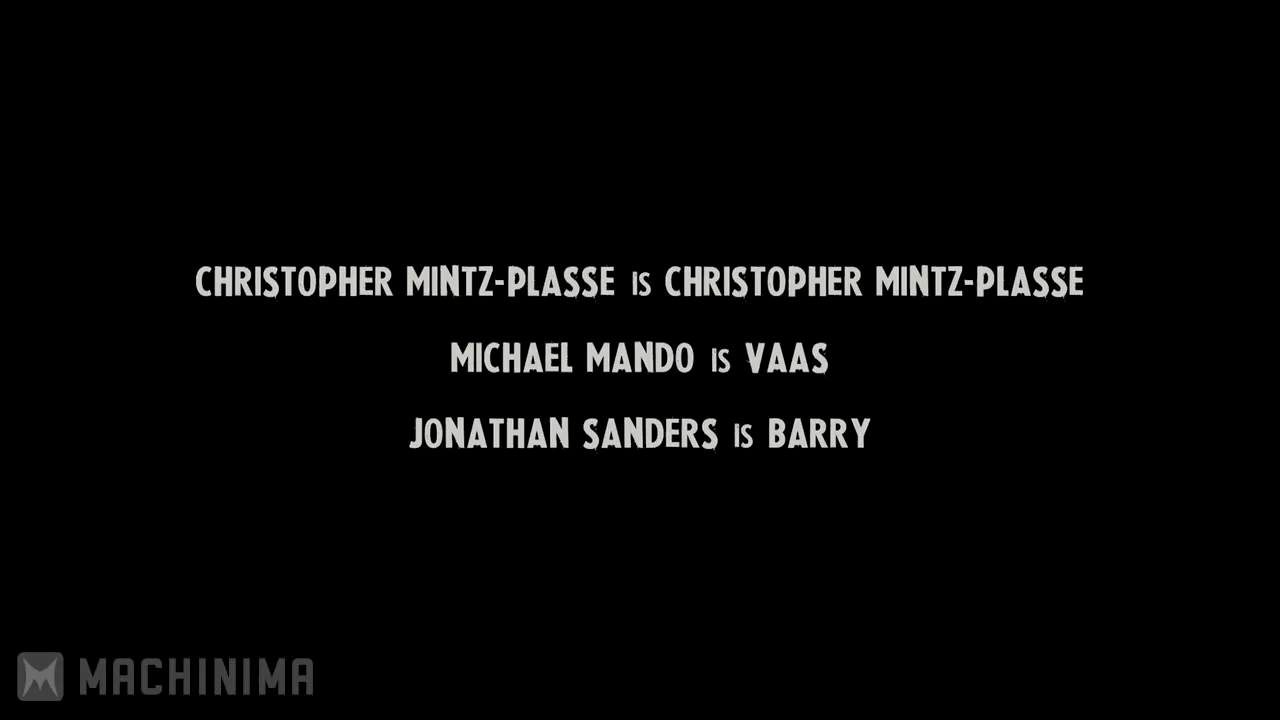 CHRISTOPHER MINTZ-PLASSE IS CHRISTOPHER MINTZ-PLASSE
MICHAEL MANDO IS VAAS
JONATHAN SANDERS IS BARRY
MACHINIMA